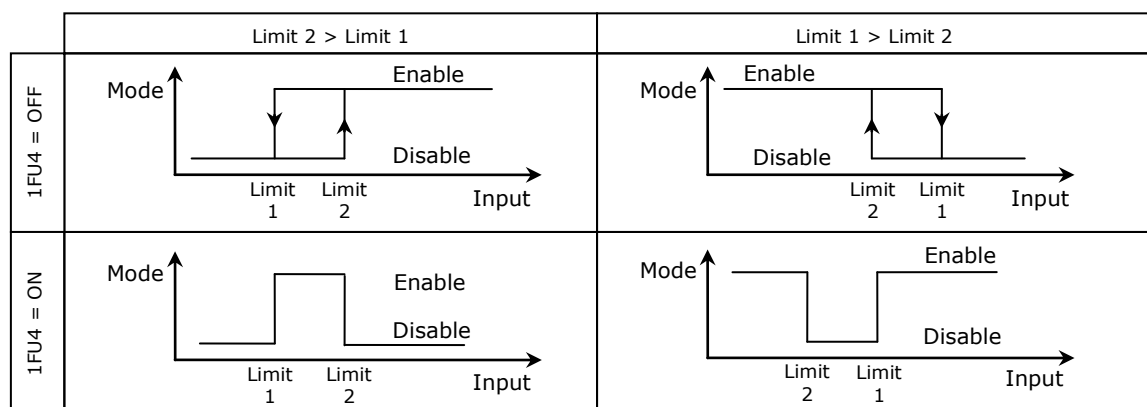 Limit 2 > Limit 1
Limit 1 > Limit 2
1FU4 = OFF
Mode
Enable
Disable
Limit
1
Limit
2
Input
Enable
Mode
Disable
Limit
2
Limit
1
Input
1FU4 = ON
Mode
Enable
Disable
Limit
1
Limit
2
Input
Mode
Enable
Disable
Limit
2
Limit
1
Input